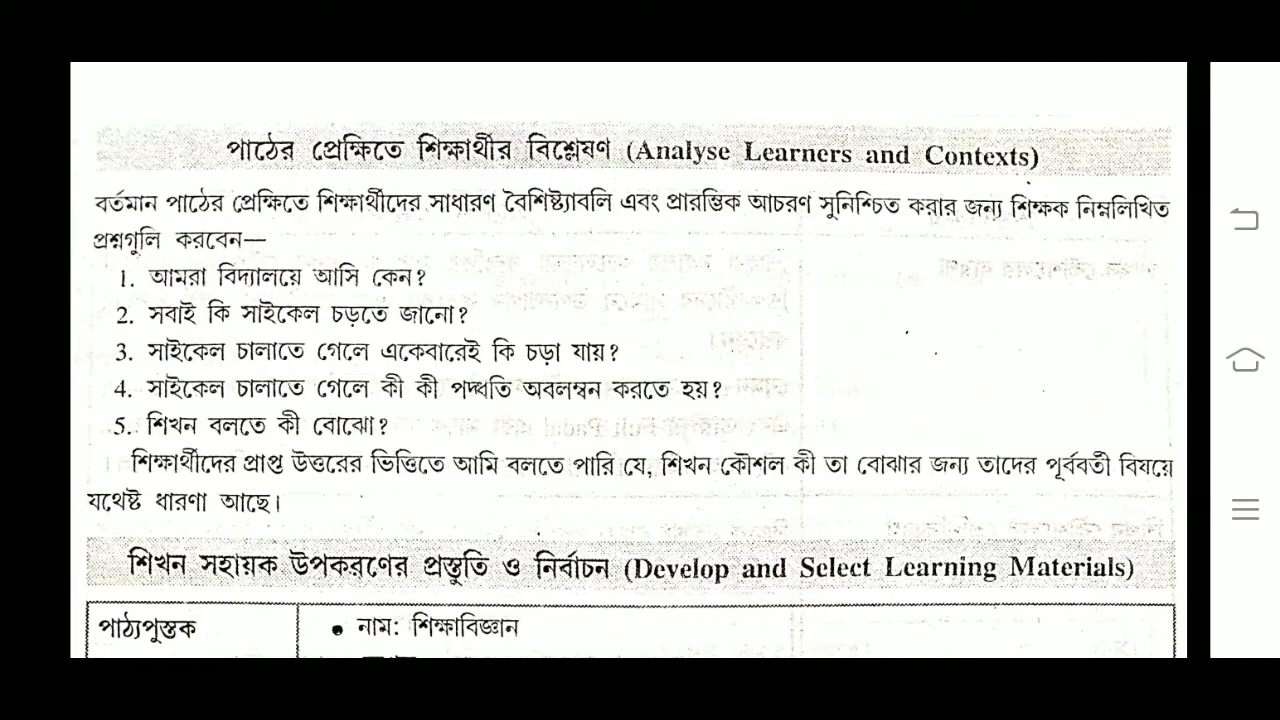 পাঠের প্রেক্ষিতে শিক্ষার্থীর বিশ্লেষণ (Analyse Learners and Contexts)
বর্তমান পাঠের প্রেক্ষিতে শিক্ষার্থীদের সাধারণ বৈশিষ্ট্যাবলি এবং প্রারম্ভিক আচরণ সুনিশ্চিত করার জন্য শিক্ষক নিম্নলিখিত
প্রশ্নগুলি করবেন—
1. আমরা বিদ্যালয়ে আসি কেন?
2. সবাই কি সাইকেল চড়তে জানো?
3. সাইকেল চালাতে গেলে একেবারেই কি চড়া যায়?
4. সাইকেল চালাতে গেলে কী কী পদ্ধতি অবলম্বন করতে হয়?
5. শিখন বলতে কী বোঝো?
শিক্ষার্থীদের প্রাপ্ত উত্তরের ভিত্তিতে আমি বলতে পারি যে, শিখন কৌশল কী তা বোঝার জন্য তাদের পূর্ববর্তী বিষয়ে
যথেষ্ট ধারণা আছে।
শিখন সহায়ক উপকরণের প্রস্তুতি ও নির্বাচন (Develop and Select Learning Materials)
পাঠ্যপুস্তক
• নাম: শিক্ষাবিজ্ঞান